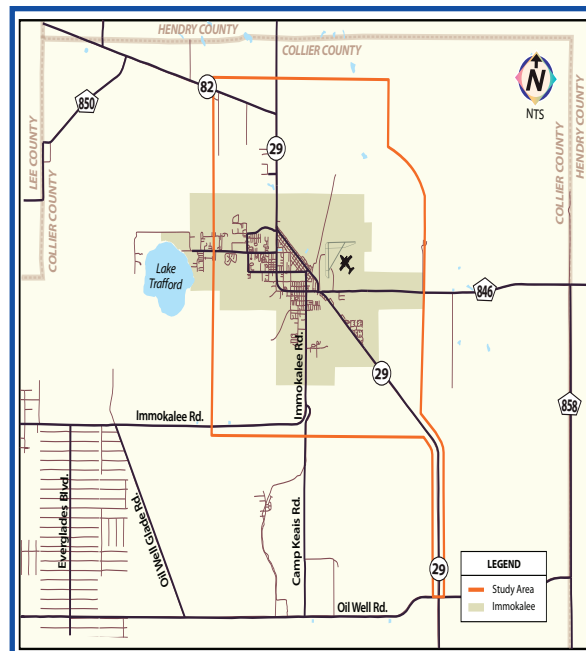 HENDRY COUNTY
COLLIER COUNTY
82
850
N
NTS
29
LEE COUNTY
COLLIER COUNTY
COLLIER COUNTY
HENDRY COUNTY
Lake
Trafford
846
Immokalee Rd.
29
858
Immokalee Rd.
Everglades Blvd.
Oil Well Glade Rd.
Camp Keais Rd.
29
LEGEND
Study Area
Immokalee
Oil Well Rd.